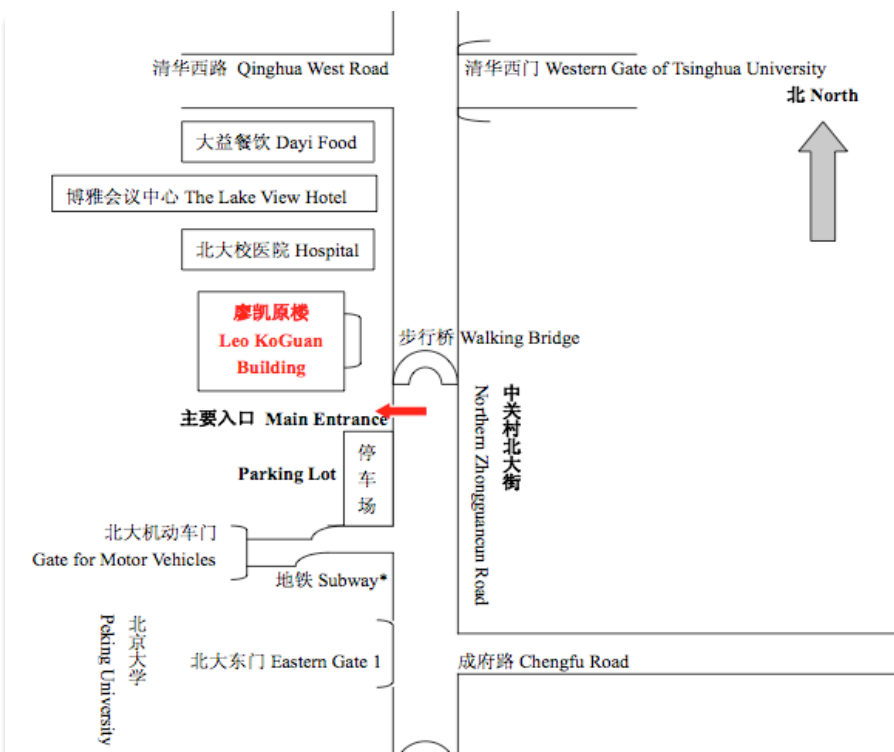 清华西路 Qinghua West Road
清华西门 Western Gate of Tsinghua University
北 North
大益餐饮 Dayi Food
博雅会议中心 The Lake View Hotel
北大校医院 Hospital
廖凯原楼
Leo KoGuan
Building
步行桥 Walking Bridge
主要入口 Main Entrance
停车场
Parking Lot
中关村北大街
Northern Zhongguancun Road
北大机动车门
Gate for Motor Vehicles
地铁 Subway*
北京大学
Peking University
北大东门 Eastern Gate 1
成府路 Chengfu Road